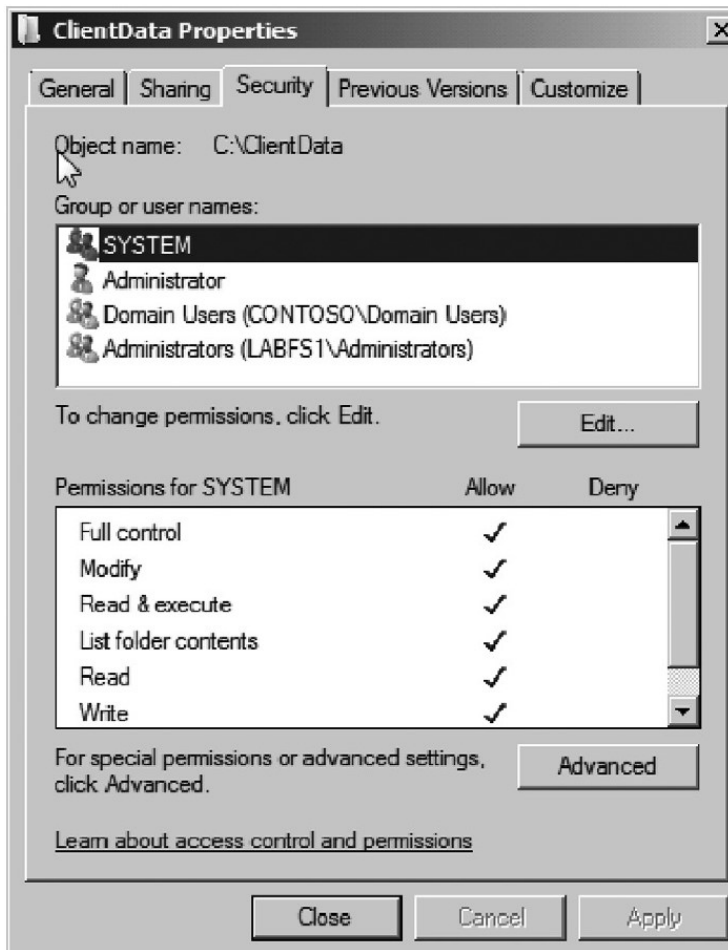 ClientData Properties
General Sharing Security Previous Versions Customize
Object name: C:\ClientData
Group or user names:
SYSTEM
Administrator
Domain Users (CONTOSO\Domain Users)
Administrators (LABFS1\Administrators)
To change permissions, click Edit.
Edit...
Permissions for SYSTEM Allow Deny
Full control
Modify
Read & execute
List folder contents
Read
Write
For special permissions or advanced settings,
click Advanced.
Advanced
Learn about access control and permissions
Close Cancel Apply